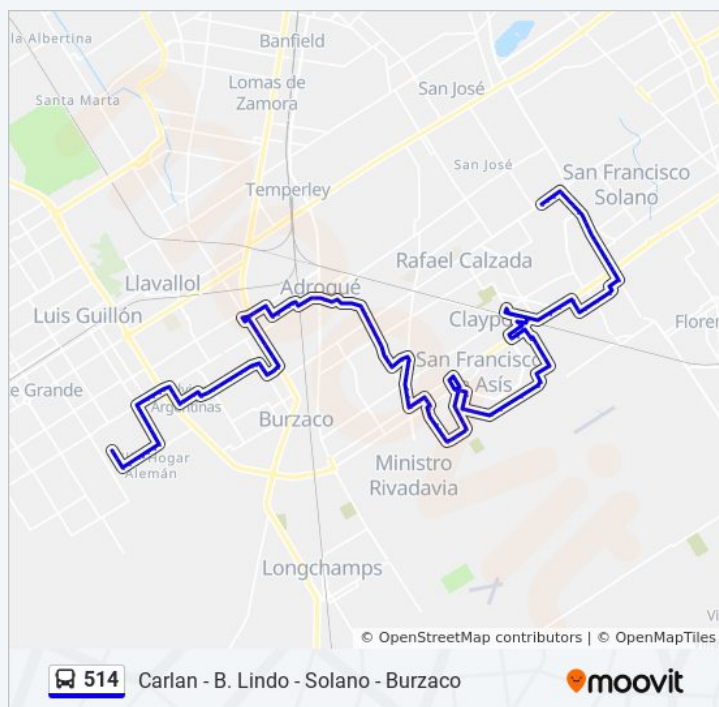 la Albertina
Banfield
Santa Marta
Lomas de
Zamora
San José
San José
San Francisco
Solano
Temperley
Rafael Calzada
Llavallol
Adrogué
Luis Guillón
Claypo
Floren
San Francisco
e Asís
e Grande
Argentinas
Burzaco
Hogar
Alemán
Ministro
Rivadavia
Longchamps
© OpenStreetMap contributors | © OpenMapTiles
514 Carlan - B. Lindo - Solano - Burzaco
moovit